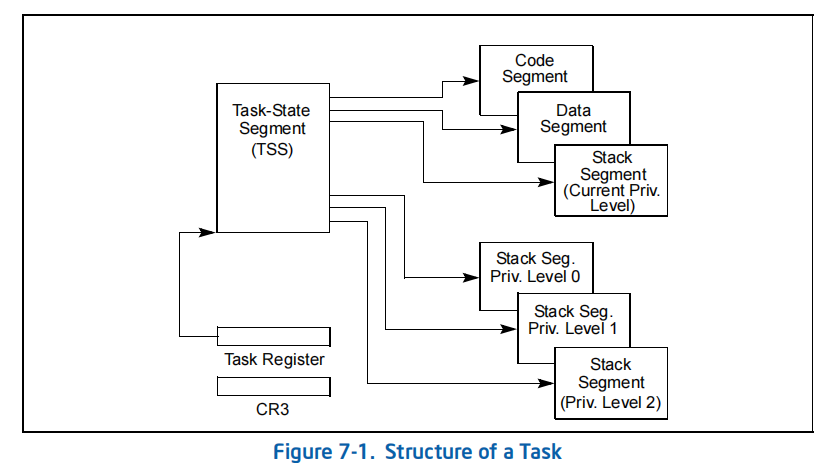 Code
Segment
Task-State
Segment
(TSS)
Data
Segment
Stack
Segment
(Current Priv.
Level)
Stack Seg.
Priv. Level 0
Stack Seg.
Priv. Level 1
Task Register
Stack
Segment
(Priv. Level 2)
CR3
Figure 7-1. Structure of a Task